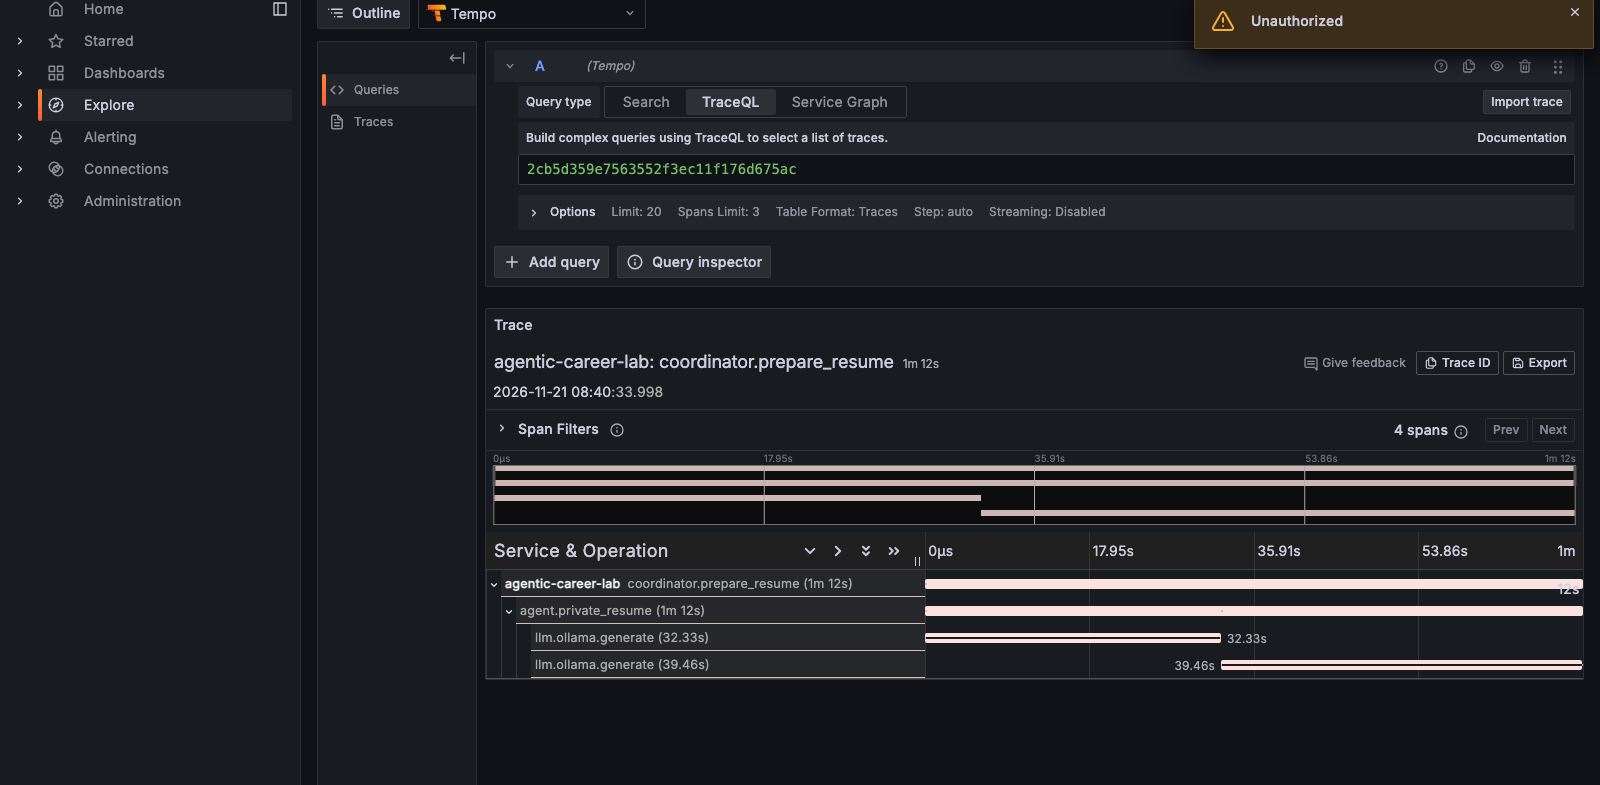 Home
Starred
Dashboards
Explore
Alerting
Connections
Administration
Outline
Tempo
Unauthorized
Queries
Traces
A (Tempo)
Query type Search TraceQL Service Graph Import trace
Build complex queries using TraceQL to select a list of traces. Documentation
2cb5d359e7563552f3ec11f176d675ac
Options Limit: 20 Spans Limit: 3 Table Format: Traces Step: auto Streaming: Disabled
+ Add query Query inspector
Trace
agentic-career-lab: coordinator.prepare_resume 1m 12s
Give feedback Trace ID Export
2026-11-21 08:40:33.998
Span Filters 4 spans Prev Next
0µs 17.95s 35.91s 53.86s 1m 12s
Service & Operation 0µs 17.95s 35.91s 53.86s 1m
12s
agentic-career-lab coordinator.prepare_resume (1m 12s)
agent.private_resume (1m 12s)
llm.ollama.generate (32.33s) 32.33s
llm.ollama.generate (39.46s) 39.46s